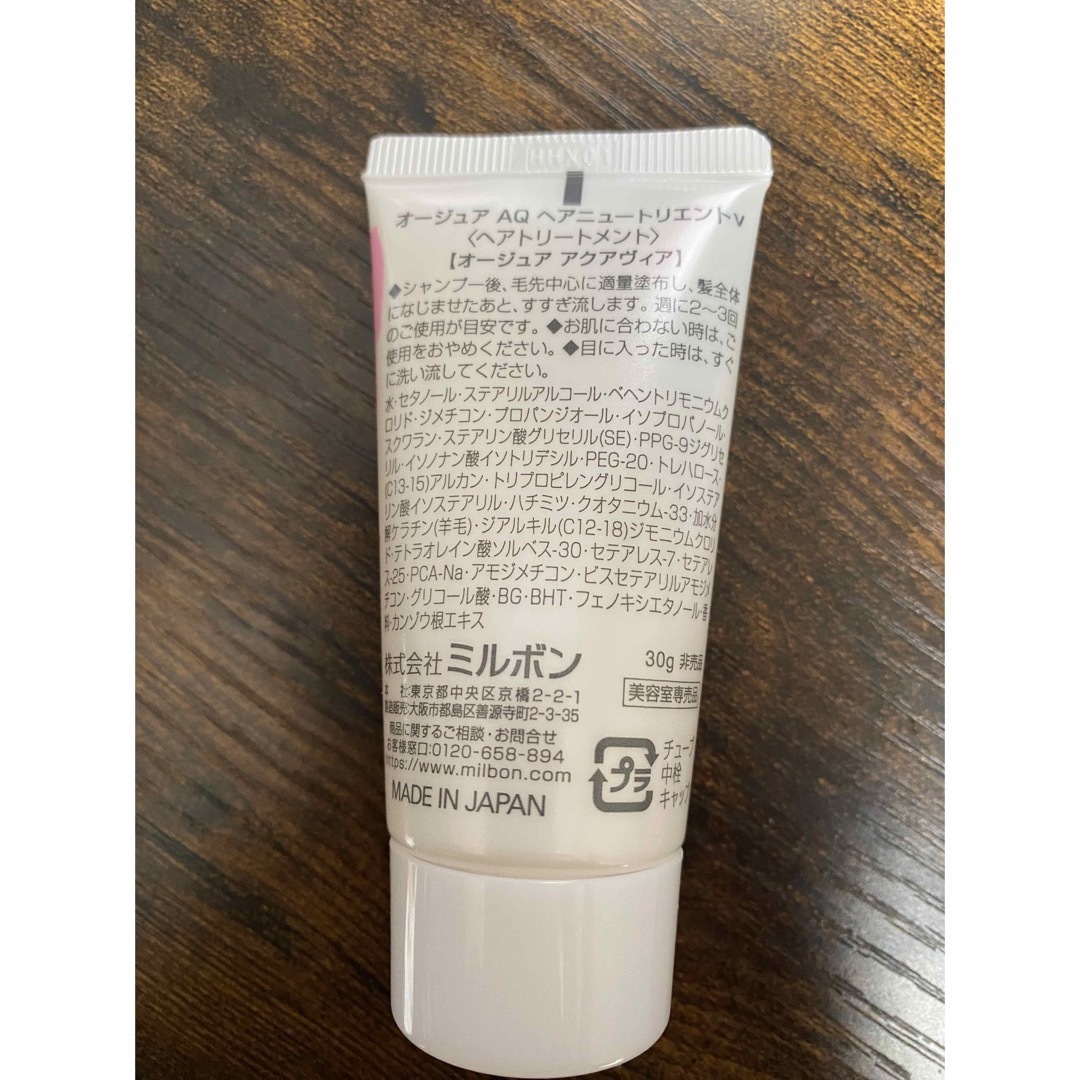 オージュア AQ ヘアニュートリエントV
〈ヘアトリートメント〉
【オージュア アクアヴィア】
◆シャンプー後、毛先中心に適量塗布し、髪全体
になじませたあと、すすぎ流します。週に2〜3回
のご使用が目安です。◆お肌に合わない時は、ご
使用をおやめください。◆目に入った時は、すぐ
に洗い流してください。
水・セタノール・ステアリルアルコール・ベヘントリモニウムク
ロリド・ジメチコン・プロパンジオール・イソプロパノール・
スクワラン・ステアリン酸グリセリル(SE)・PPG-9ジグリセ
リル・イソノナン酸イソトリデシル・PEG-20・トレハロース・
(C13-15)アルカン・トリプロピレングリコール・イソステア
リン酸イソステアリル・ハチミツ・クオタニウム-33・加水分
解ケラチン(羊毛)・ジアルキル(C12-18)ジモニウムクロリ
ド・テトラオレイン酸ソルベス-30・セテアレス-7・セテアレ
ス-25・PCA-Na・アモジメチコン・ビスセテアリルアモジメ
チコン・グリコール酸・BG・BHT・フェノキシエタノール・香
料・カンゾウ根エキス
株式会社 ミルボン 30g 非売品
本 社:東京都中央区京橋2-2-1 美容室専売品
製造販売:大阪市都島区善源寺町2-3-35
商品に関するご相談・お問合せ
お客様窓口:0120-658-894
https://www.milbon.com
MADE IN JAPAN
プラ
チューブ
中栓
キャップ